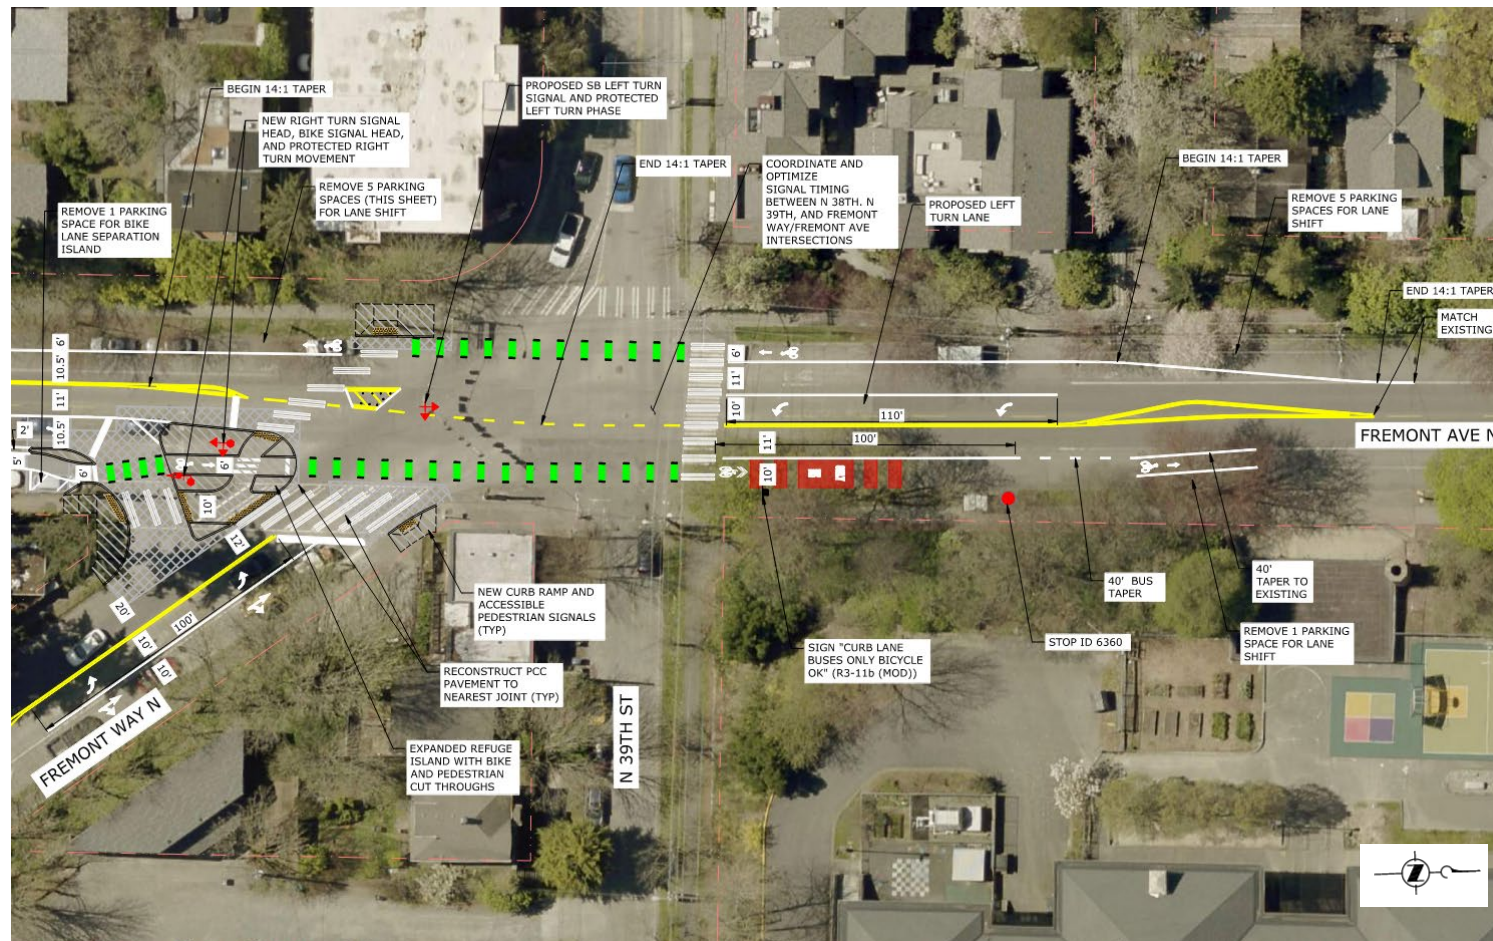 BEGIN 14:1 TAPER
NEW RIGHT TURN SIGNAL
HEAD, BIKE SIGNAL HEAD,
AND PROTECTED RIGHT
TURN MOVEMENT
REMOVE 5 PARKING
SPACES (THIS SHEET)
FOR LANE SHIFT
REMOVE 1 PARKING
SPACE FOR BIKE
LANE SEPARATION
ISLAND
PROPOSED SB LEFT TURN
SIGNAL AND PROTECTED
LEFT TURN PHASE
END 14:1 TAPER
COORDINATE AND
OPTIMIZE
SIGNAL TIMING
BETWEEN N 38TH. N
39TH, AND FREMONT
WAY/FREMONT AVE
INTERSECTIONS
PROPOSED LEFT
TURN LANE
BEGIN 14:1 TAPER
REMOVE 5 PARKING
SPACES FOR LANE
SHIFT
END 14:1 TAPER
MATCH
EXISTING
6'
10.5'
11'
10.5'
2'
5'
6'
6'
10'
12'
20'
10'
100'
10'
6'
11'
10'
110'
11'
100'
10'
FREMONT AVE N
40' BUS
TAPER
40'
TAPER TO
EXISTING
STOP ID 6360
REMOVE 1 PARKING
SPACE FOR LANE
SHIFT
SIGN "CURB LANE
BUSES ONLY BICYCLE
OK" (R3-11b (MOD))
NEW CURB RAMP AND
ACCESSIBLE
PEDESTRIAN SIGNALS
(TYP)
RECONSTRUCT PCC
PAVEMENT TO
NEAREST JOINT (TYP)
EXPANDED REFUGE
ISLAND WITH BIKE
AND PEDESTRIAN
CUT THROUGHS
FREMONT WAY N
N 39TH ST
Z